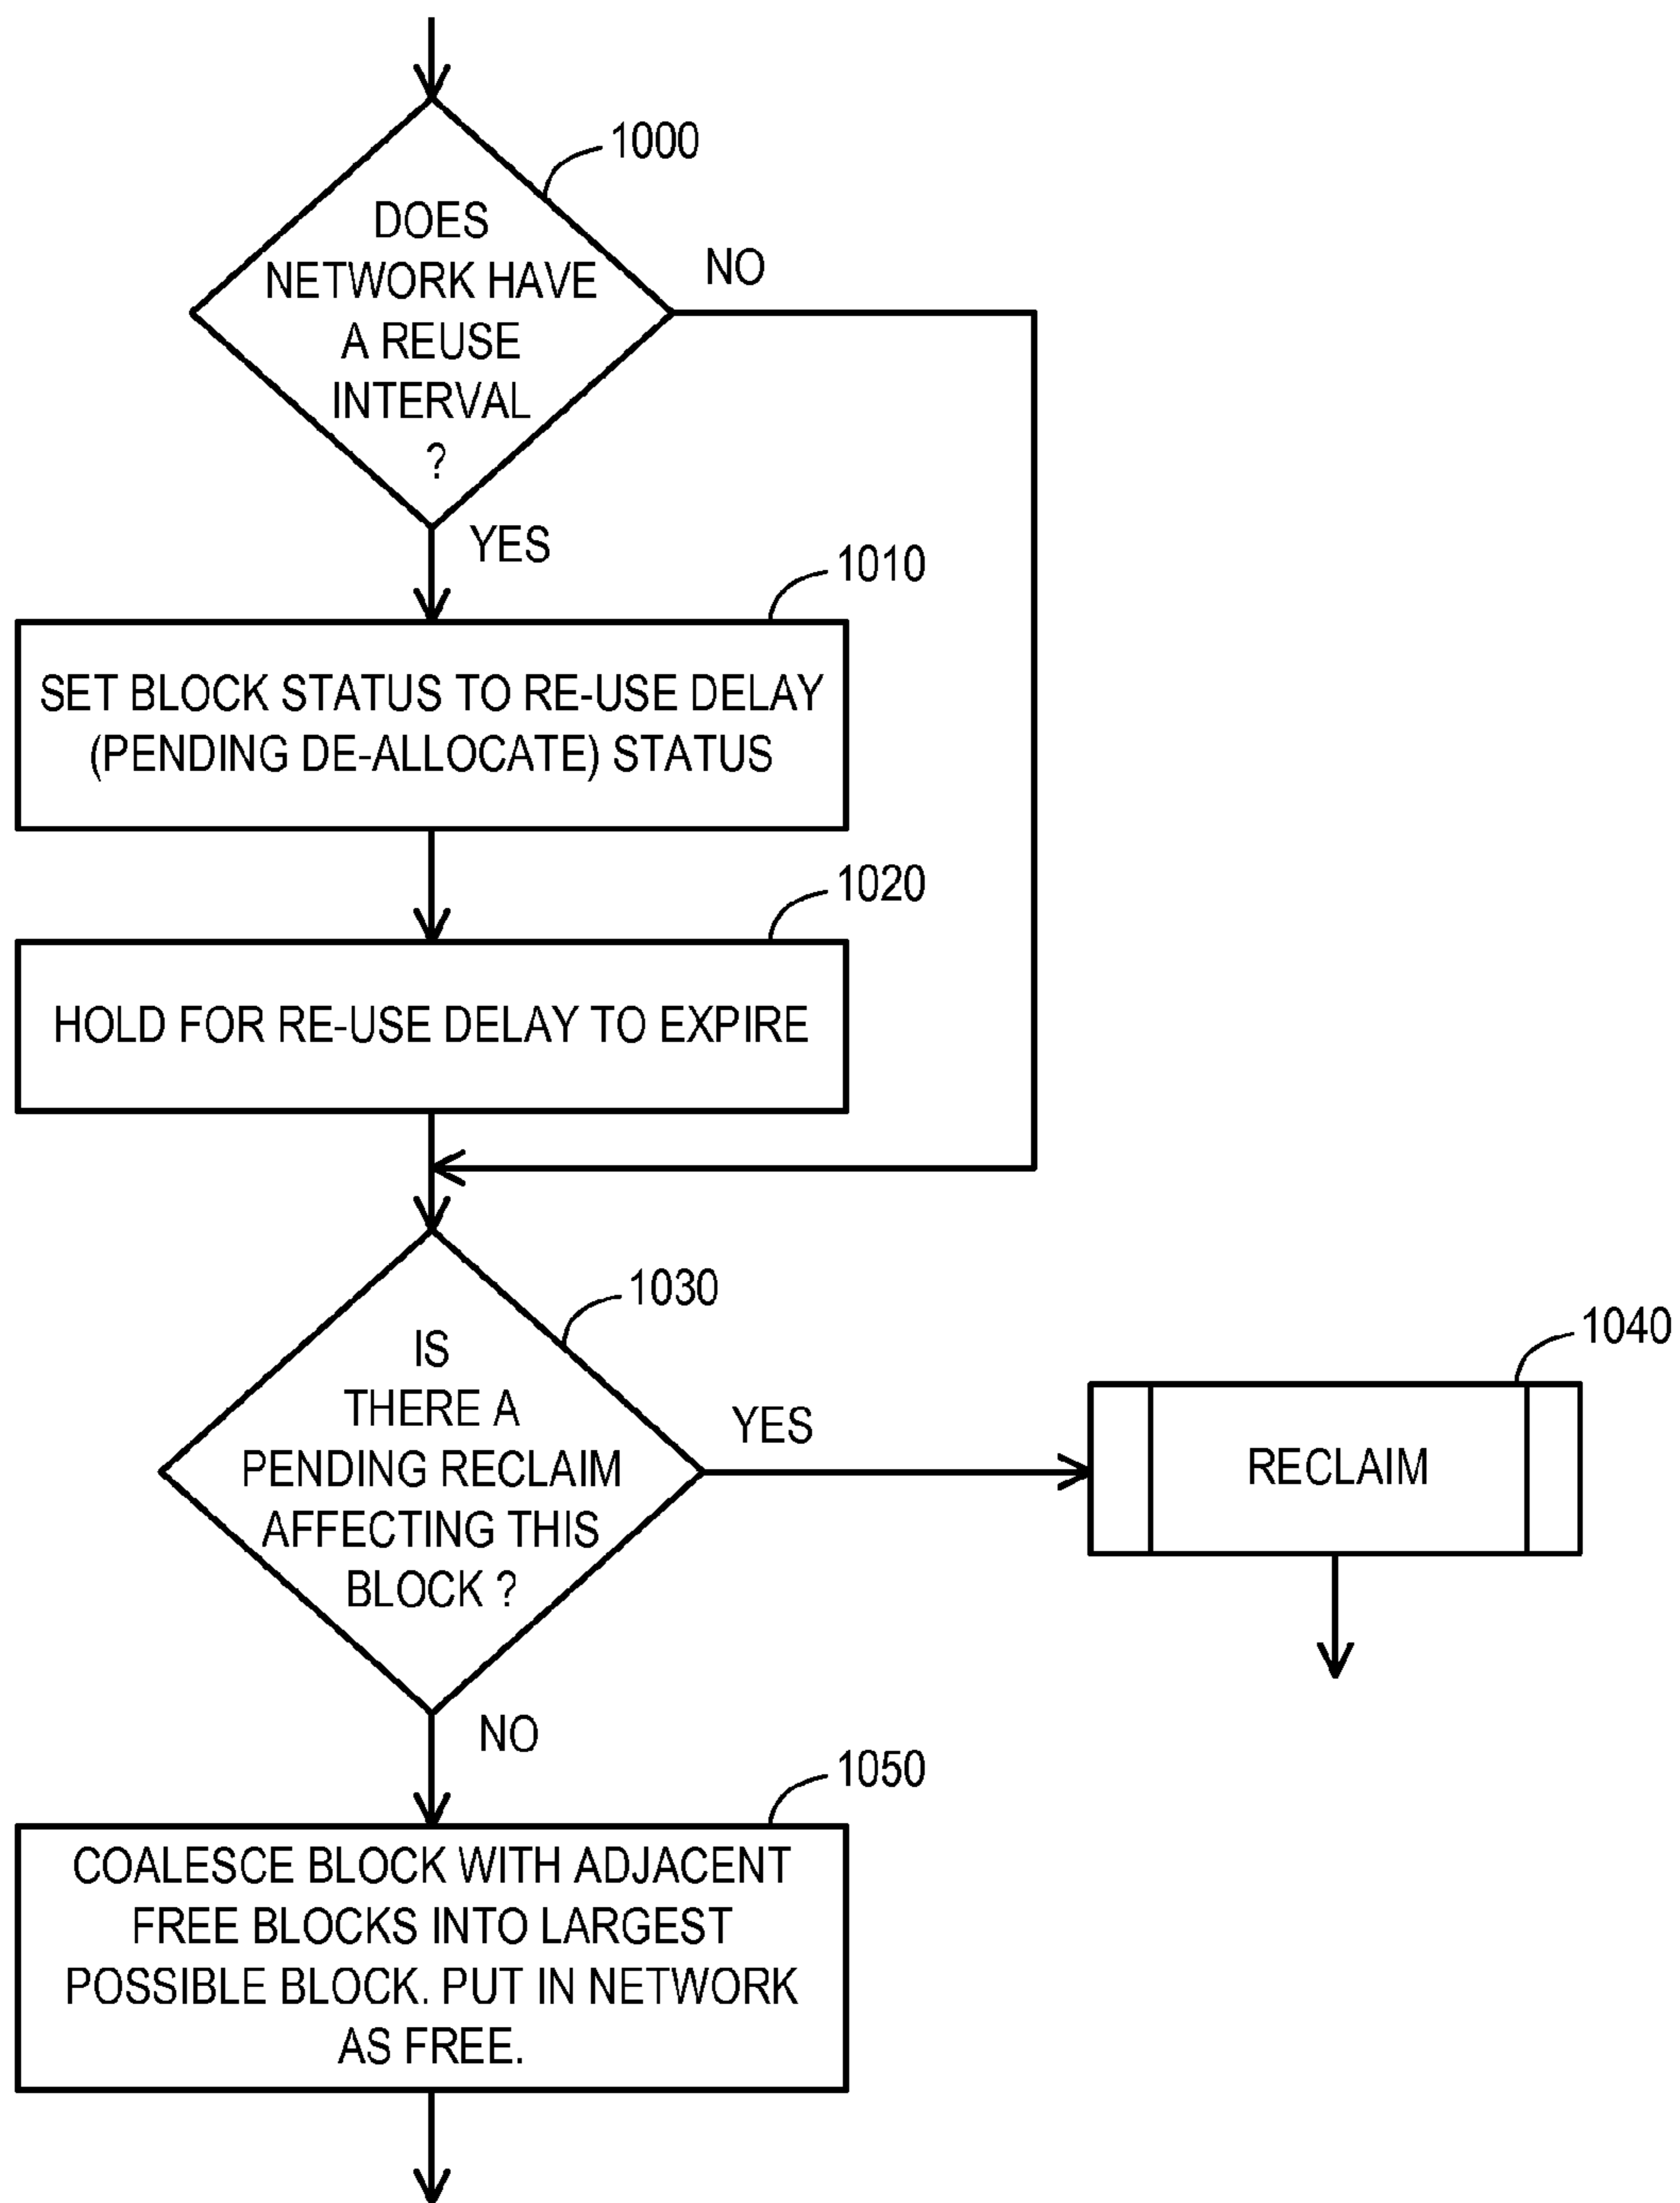 1000
DOES
NETWORK HAVE
A REUSE
INTERVAL
?
NO
YES
1010
SET BLOCK STATUS TO RE-USE DELAY
(PENDING DE-ALLOCATE) STATUS
1020
HOLD FOR RE-USE DELAY TO EXPIRE
1030
IS
THERE A
PENDING RECLAIM
AFFECTING THIS
BLOCK ?
YES
1040
RECLAIM
NO
1050
COALESCE BLOCK WITH ADJACENT
FREE BLOCKS INTO LARGEST
POSSIBLE BLOCK. PUT IN NETWORK
AS FREE.